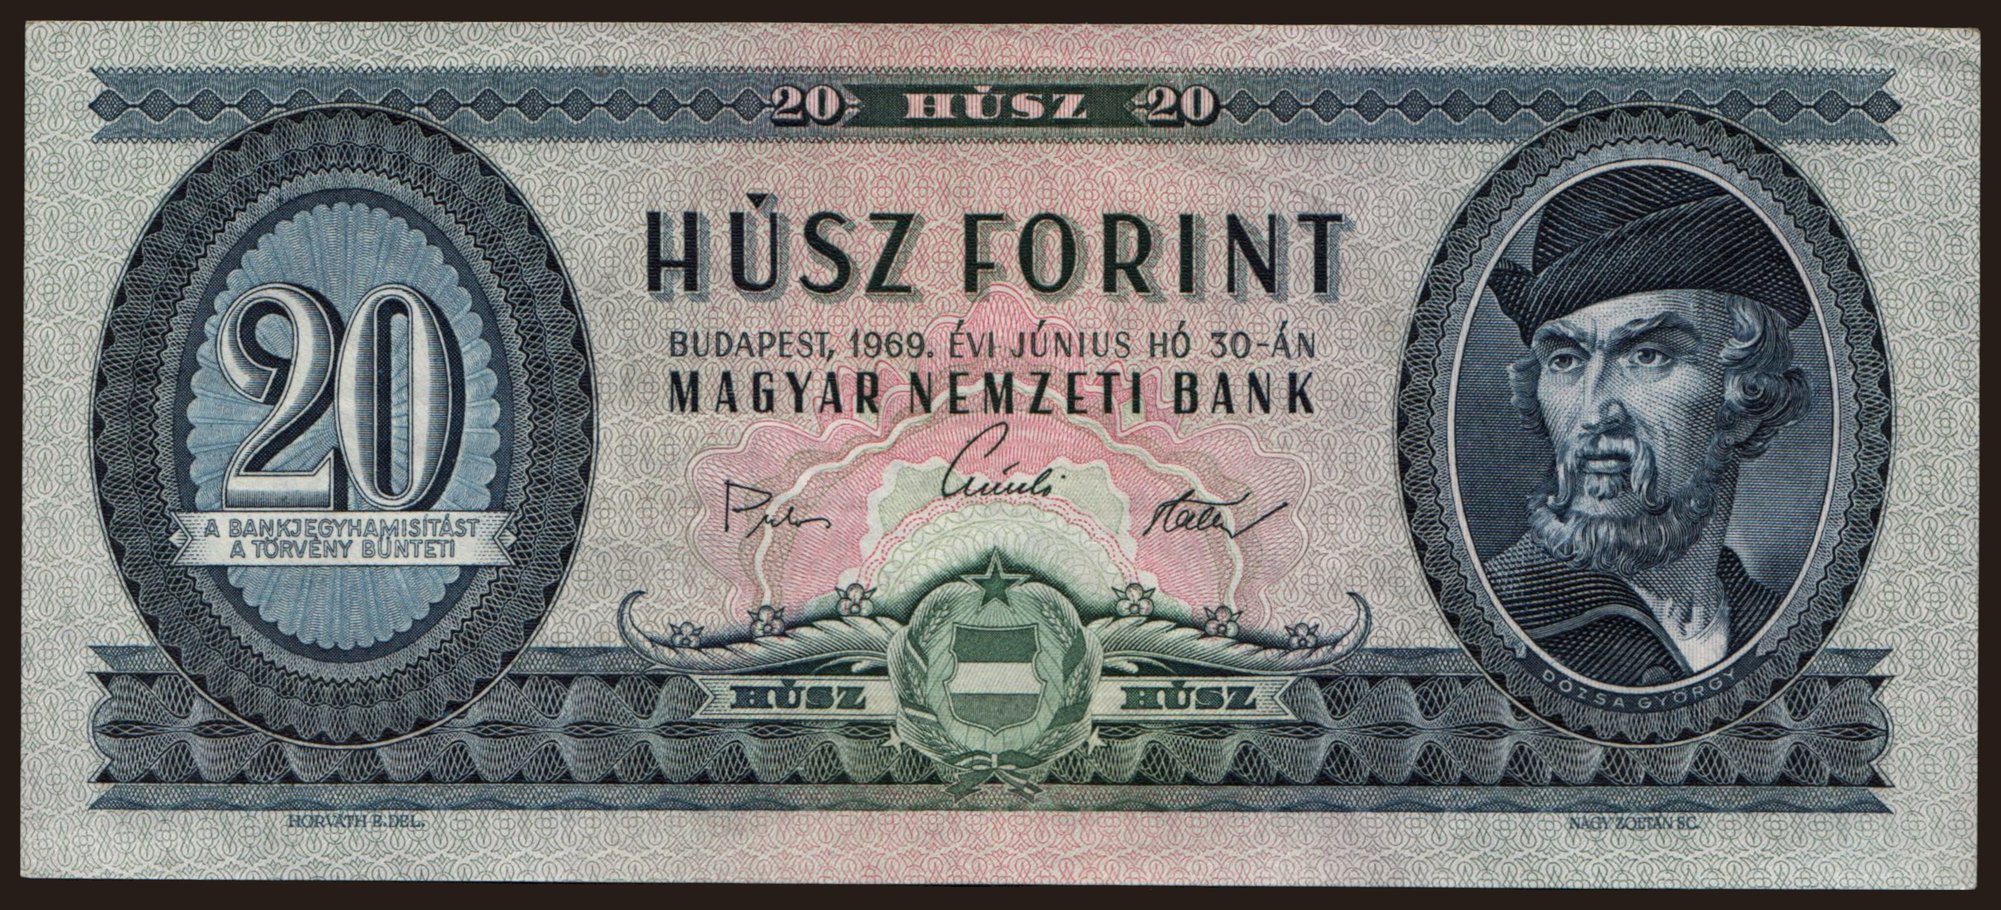 20 HÚSZ 20
HÚSZ FORINT
BUDAPEST, 1969. ÉVI JÚNIUS HÓ 30-ÁN
MAGYAR NEMZETI BANK
20
A BANKJEGYHAMISÍTÁST
A TÖRVÉNY BÜNTETI
HÚSZ HÚSZ
DÓZSA GYÖRGY
HORVÁTH E. DEL.
NAGY ZOLTÁN SC.